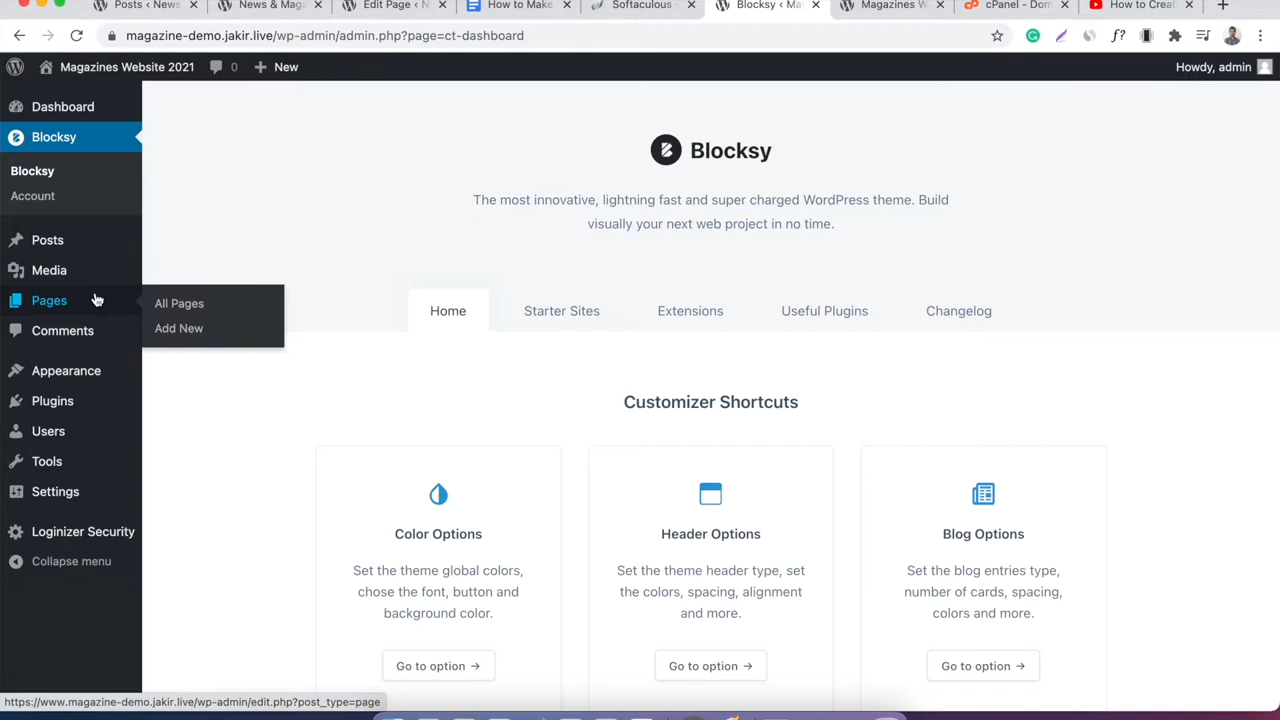 Posts ‹ News
News & Maga
Edit Page ‹ N
How to Make
Softaculous -
Blocksy ‹ Ma
Magazines W
cPanel - Dom
How to Creat
magazine-demo.jakir.live/wp-admin/admin.php?page=ct-dashboard
f?
Magazines Website 2021
0
New
Howdy, admin
Dashboard
Blocksy
Blocksy
Account
Posts
Media
Pages
Comments
Appearance
Plugins
Users
Tools
Settings
Loginizer Security
Collapse menu
All Pages
Add New
Blocksy
The most innovative, lightning fast and super charged WordPress theme. Build
visually your next web project in no time.
Home
Starter Sites
Extensions
Useful Plugins
Changelog
Customizer Shortcuts
Color Options
Set the theme global colors,
chose the font, button and
background color.
Go to option →
Header Options
Set the theme header type, set
the colors, spacing, alignment
and more.
Go to option →
Blog Options
Set the blog entries type,
number of cards, spacing,
colors and more.
Go to option →
https://www.magazine-demo.jakir.live/wp-admin/edit.php?post_type=page